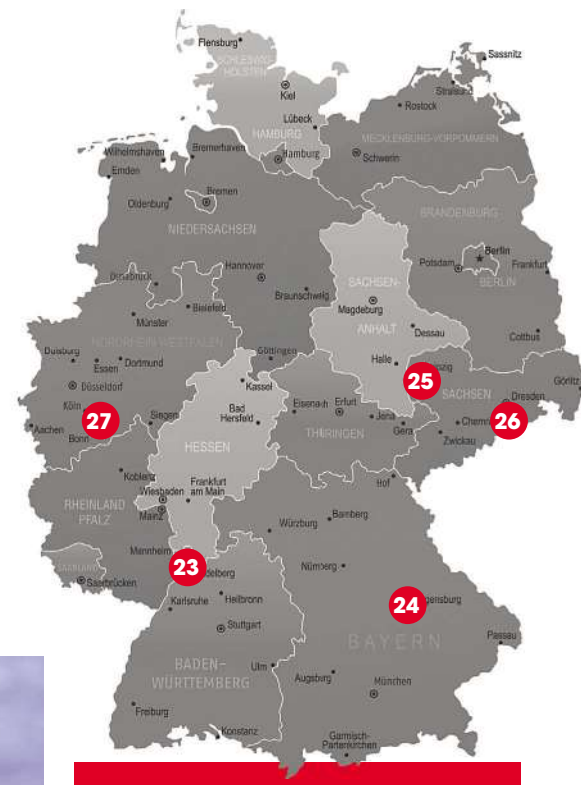 Flensburg
Sassnitz
SCHLESWIG-
HOLSTEIN
Kiel
Stralsund
Rostock
Lübeck
HAMBURG
MECKLENBURG-VORPOMMERN
Wilhelmshaven
Bremerhaven
Hamburg
Schwerin
Emden
Oldenburg
Bremen
BRANDENBURG
NIEDERSACHSEN
Berlin
Hannover
Potsdam
Frankfurt
Osnabrück
SACHSEN-
BERLIN
Braunschweig
Magdeburg
Bielefeld
Münster
ANHALT
Dessau
Cottbus
NORDRHEIN-WESTFALEN
Duisburg
Essen
Dortmund
Göttingen
Halle
Düsseldorf
Kassel
25
SACHSEN
Görlitz
Köln
Bad
Hersfeld
Eisenach
Erfurt
Jena
Dresden
27
Siegen
Gera
Chemn
26
Aachen
Bonn
THÜRINGEN
Zwickau
HESSEN
Koblenz
Hof
Wiesbaden
Frankfurt
am Main
RHEINLAND
PFALZ
Mainz
Bamberg
Würzburg
Mannheim
23
Nürnberg
delberg
SAARLAND
Saarbrücken
Karlsruhe
Heilbronn
24
gensburg
Stuttgart
BAYERN
Passau
BADEN-
WÜRTTEMBERG
Ulm
Augsburg
München
Freiburg
Konstanz
Garmisch-
Partenkirchen